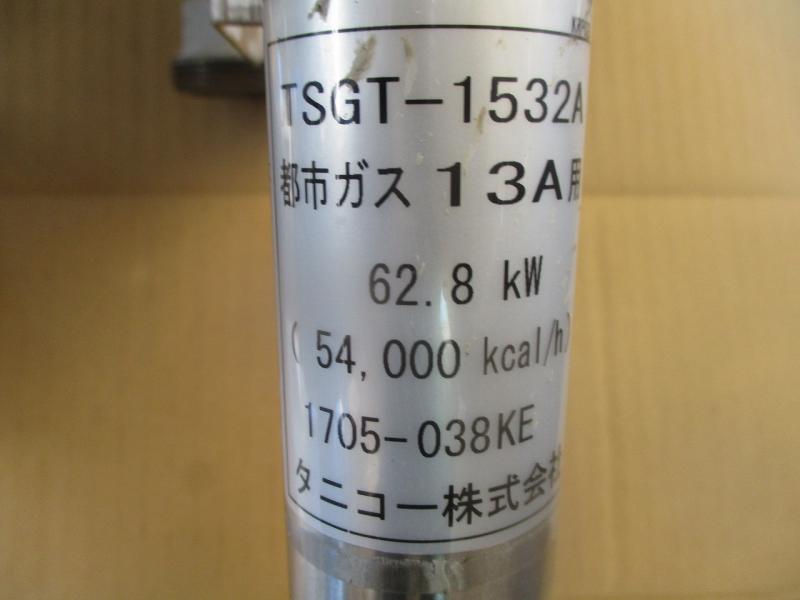 TSGT-1532A
都市ガス 13A用
62.8 kW
( 54,000 kcal/h)
1705-038KE
タニコー株式会社